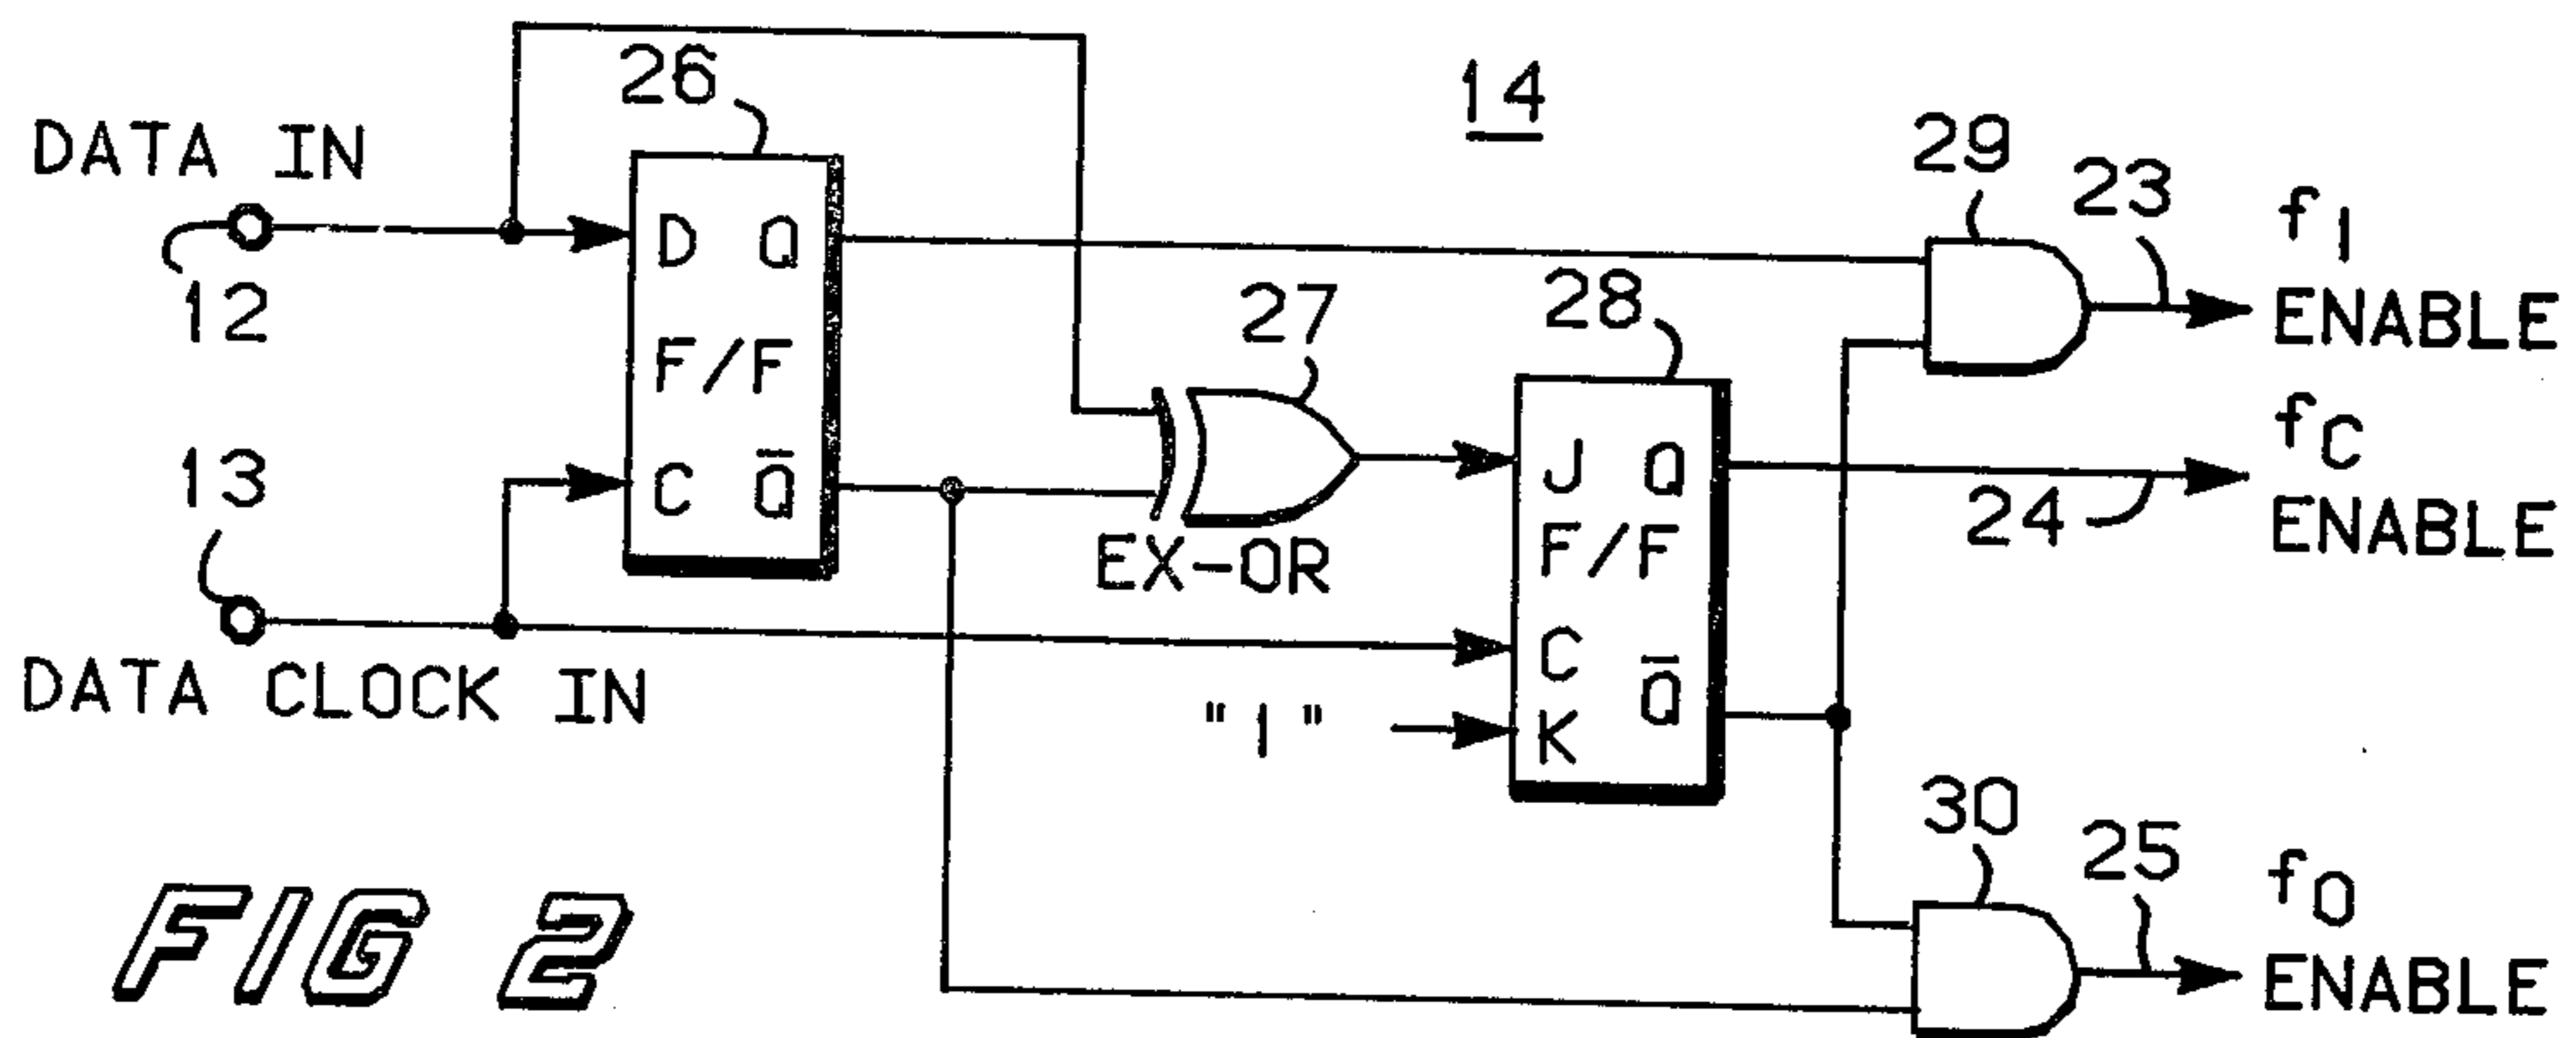 26
14
DATA IN
29
23
f1
ENABLE
12
D Q
F/F
C Q̅
27
28
fC
ENABLE
13
EX-OR
J Q
F/F
C
K Q̅
24
DATA CLOCK IN
"1"
30
25
f0
ENABLE
FIG 2